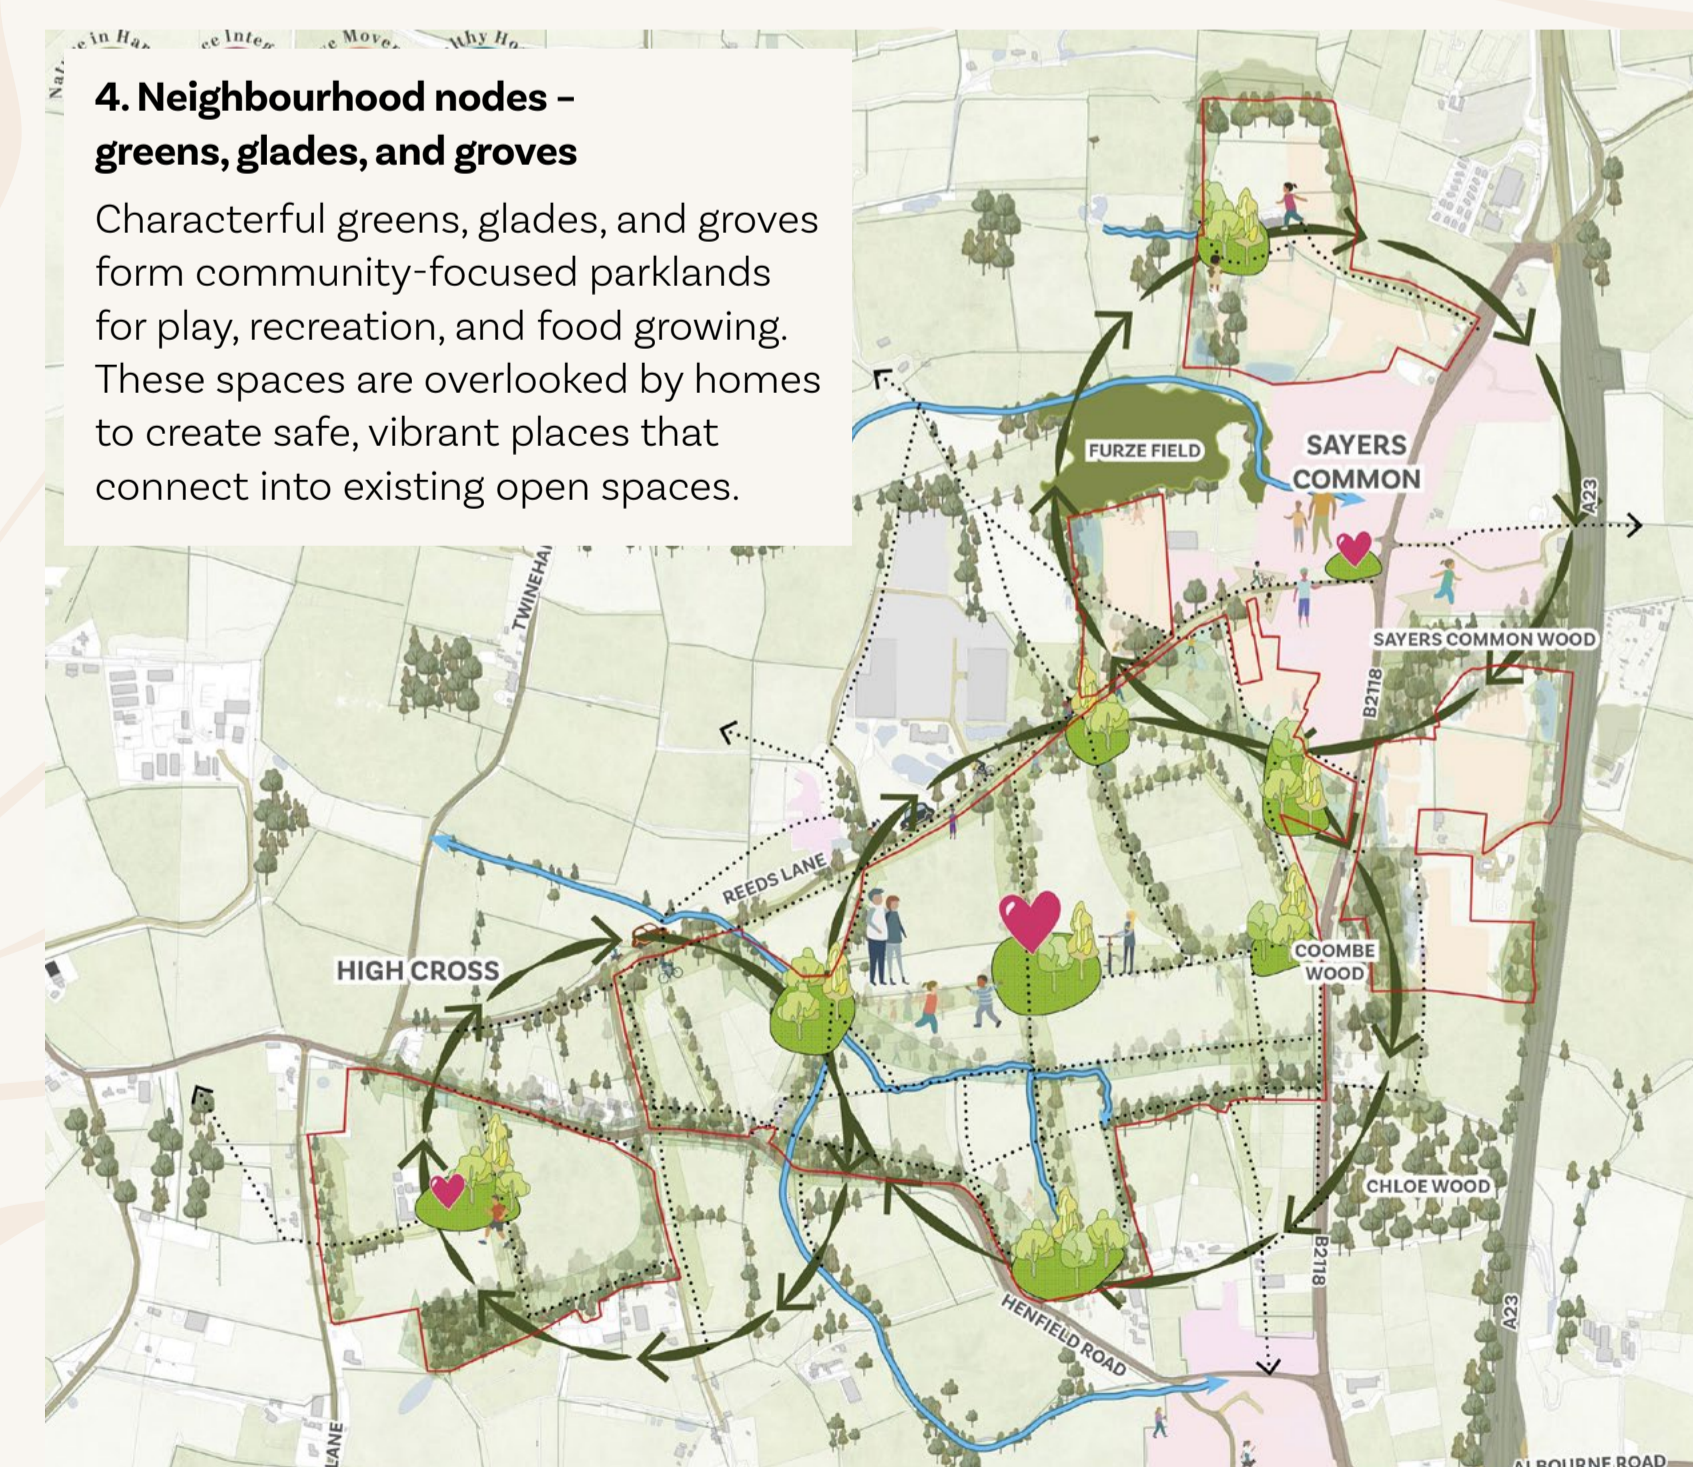 4. Neighbourhood nodes –
greens, glades, and groves
Characterful greens, glades, and groves
form community-focused parklands
for play, recreation, and food growing.
These spaces are overlooked by homes
to create safe, vibrant places that
connect into existing open spaces.
FURZE FIELD
SAYERS
COMMON
A23
SAYERS COMMON WOOD
B2118
REEDS LANE
HIGH CROSS
COOMBE
WOOD
CHLOE WOOD
B2118
HENFIELD ROAD
A23
LANE
ALBOURNE ROAD